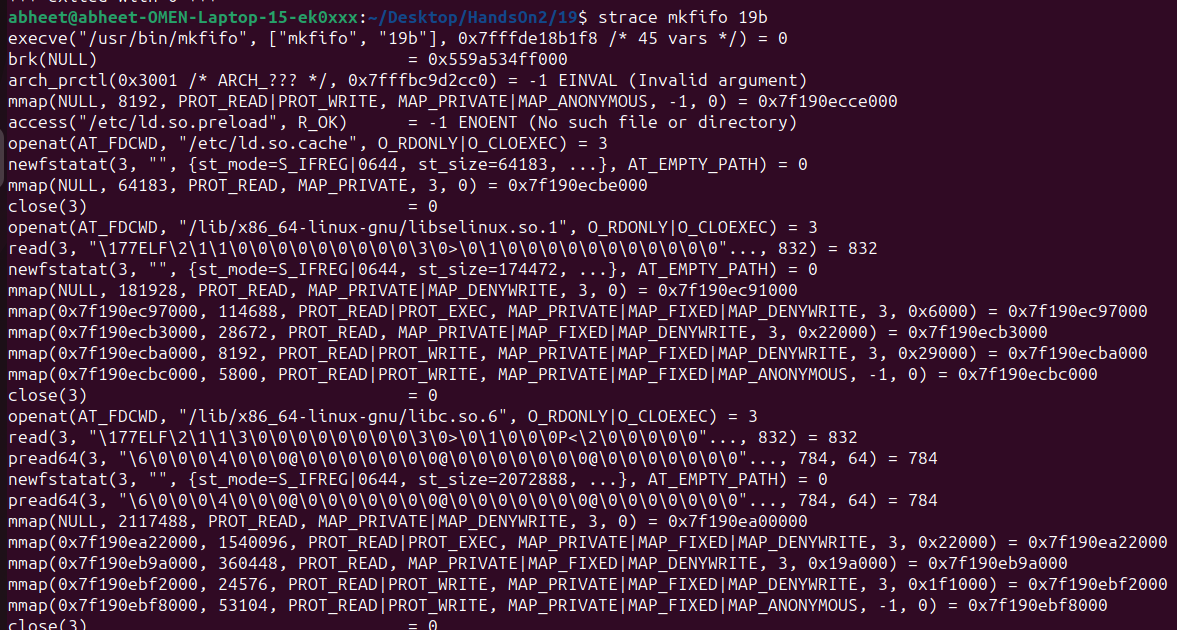 +++ exited with 0 +++
abheet@abheet-OMEN-Laptop-15-ek0xxx:~/Desktop/HandsOn2/19$ strace mkfifo 19b
execve("/usr/bin/mkfifo", ["mkfifo", "19b"], 0x7fffde18b1f8 /* 45 vars */) = 0
brk(NULL)                               = 0x559a534ff000
arch_prctl(0x3001 /* ARCH_??? */, 0x7fffbc9d2cc0) = -1 EINVAL (Invalid argument)
mmap(NULL, 8192, PROT_READ|PROT_WRITE, MAP_PRIVATE|MAP_ANONYMOUS, -1, 0) = 0x7f190ecce000
access("/etc/ld.so.preload", R_OK)      = -1 ENOENT (No such file or directory)
openat(AT_FDCWD, "/etc/ld.so.cache", O_RDONLY|O_CLOEXEC) = 3
newfstatat(3, "", {st_mode=S_IFREG|0644, st_size=64183, ...}, AT_EMPTY_PATH) = 0
mmap(NULL, 64183, PROT_READ, MAP_PRIVATE, 3, 0) = 0x7f190ecbe000
close(3)                                = 0
openat(AT_FDCWD, "/lib/x86_64-linux-gnu/libselinux.so.1", O_RDONLY|O_CLOEXEC) = 3
read(3, "\177ELF\2\1\1\0\0\0\0\0\0\0\0\0\3\0>\0\1\0\0\0\0\0\0\0\0\0\0\0"..., 832) = 832
newfstatat(3, "", {st_mode=S_IFREG|0644, st_size=174472, ...}, AT_EMPTY_PATH) = 0
mmap(NULL, 181928, PROT_READ, MAP_PRIVATE|MAP_DENYWRITE, 3, 0) = 0x7f190ec91000
mmap(0x7f190ec97000, 114688, PROT_READ|PROT_EXEC, MAP_PRIVATE|MAP_FIXED|MAP_DENYWRITE, 3, 0x6000) = 0x7f190ec97000
mmap(0x7f190ecb3000, 28672, PROT_READ, MAP_PRIVATE|MAP_FIXED|MAP_DENYWRITE, 3, 0x22000) = 0x7f190ecb3000
mmap(0x7f190ecba000, 8192, PROT_READ|PROT_WRITE, MAP_PRIVATE|MAP_FIXED|MAP_DENYWRITE, 3, 0x29000) = 0x7f190ecba000
mmap(0x7f190ecbc000, 5800, PROT_READ|PROT_WRITE, MAP_PRIVATE|MAP_FIXED|MAP_ANONYMOUS, -1, 0) = 0x7f190ecbc000
close(3)                                = 0
openat(AT_FDCWD, "/lib/x86_64-linux-gnu/libc.so.6", O_RDONLY|O_CLOEXEC) = 3
read(3, "\177ELF\2\1\1\3\0\0\0\0\0\0\0\0\3\0>\0\1\0\0\0P<\2\0\0\0\0\0"..., 832) = 832
pread64(3, "\6\0\0\0\4\0\0\0@\0\0\0\0\0\0\0@\0\0\0\0\0\0\0@\0\0\0\0\0\0\0"..., 784, 64) = 784
newfstatat(3, "", {st_mode=S_IFREG|0644, st_size=2072888, ...}, AT_EMPTY_PATH) = 0
pread64(3, "\6\0\0\0\4\0\0\0@\0\0\0\0\0\0\0@\0\0\0\0\0\0\0@\0\0\0\0\0\0\0"..., 784, 64) = 784
mmap(NULL, 2117488, PROT_READ, MAP_PRIVATE|MAP_DENYWRITE, 3, 0) = 0x7f190ea00000
mmap(0x7f190ea22000, 1540096, PROT_READ|PROT_EXEC, MAP_PRIVATE|MAP_FIXED|MAP_DENYWRITE, 3, 0x22000) = 0x7f190ea22000
mmap(0x7f190eb9a000, 360448, PROT_READ, MAP_PRIVATE|MAP_FIXED|MAP_DENYWRITE, 3, 0x19a000) = 0x7f190eb9a000
mmap(0x7f190ebf2000, 24576, PROT_READ|PROT_WRITE, MAP_PRIVATE|MAP_FIXED|MAP_DENYWRITE, 3, 0x1f1000) = 0x7f190ebf2000
mmap(0x7f190ebf8000, 53104, PROT_READ|PROT_WRITE, MAP_PRIVATE|MAP_FIXED|MAP_ANONYMOUS, -1, 0) = 0x7f190ebf8000
close(3)                                = 0